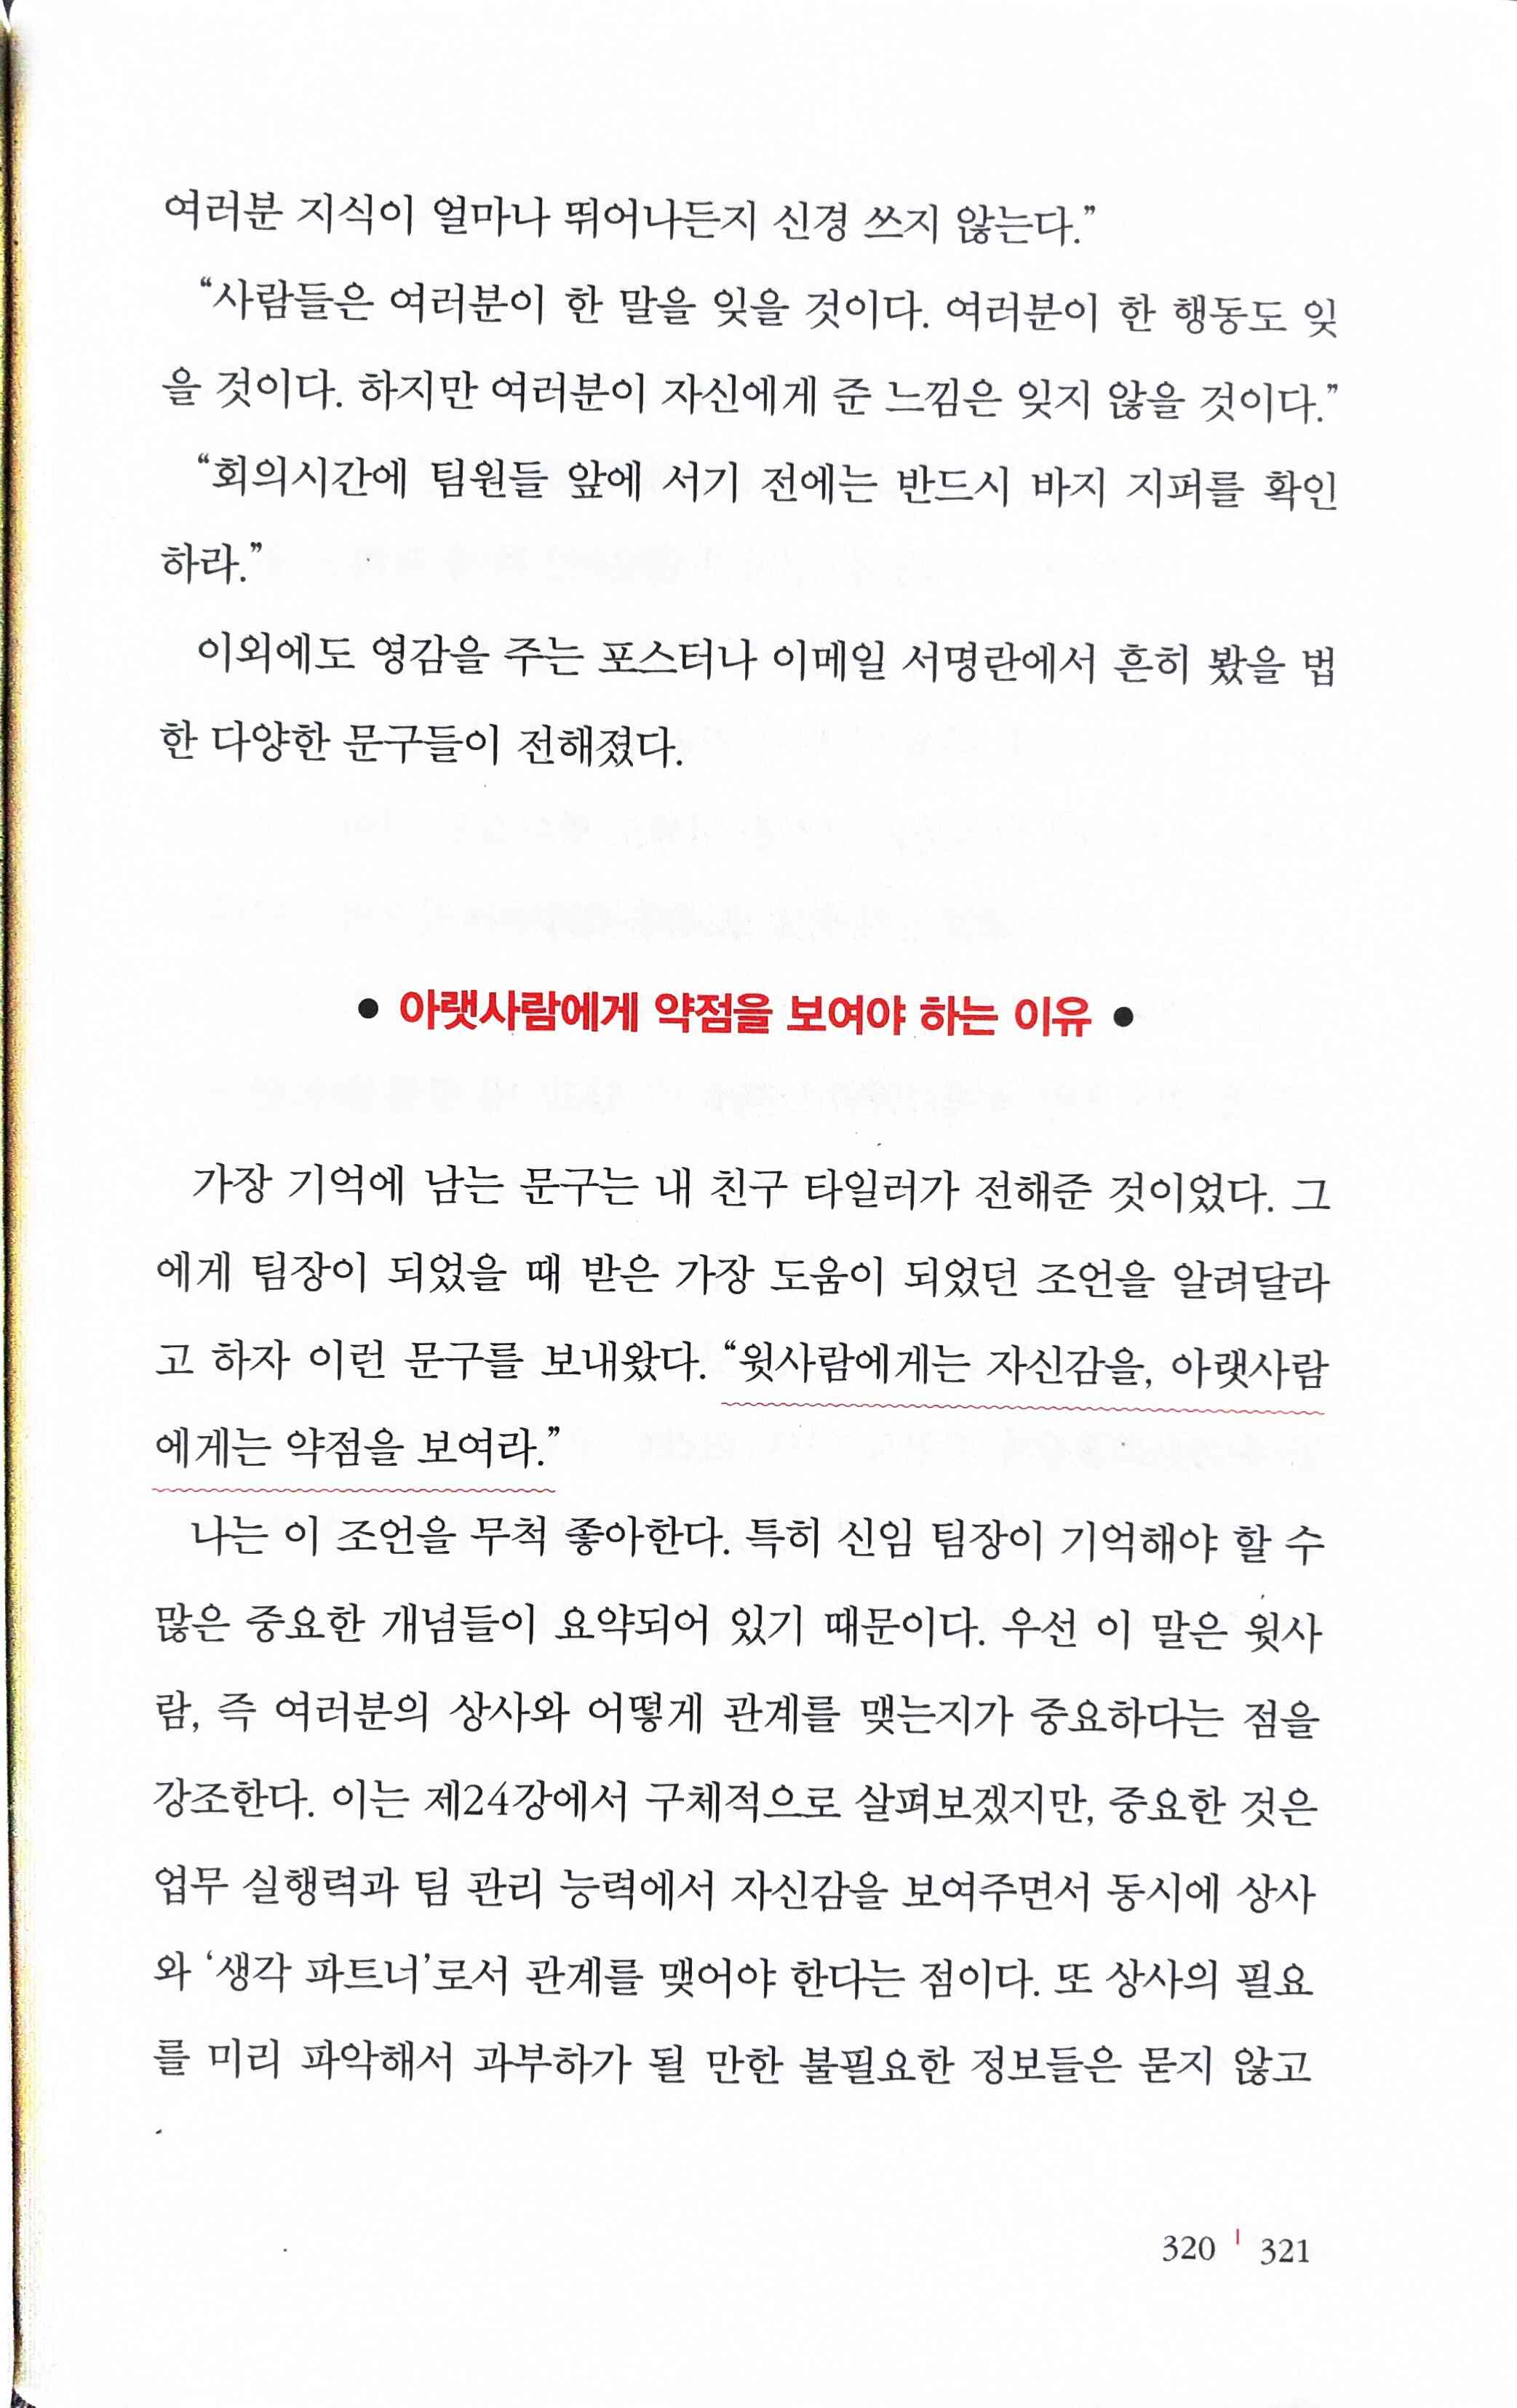 여러분 지식이 얼마나 뛰어나든지 신경 쓰지 않는다.”
“사람들은 여러분이 한 말을 잊을 것이다. 여러분이 한 행동도 잊
을 것이다. 하지만 여러분이 자신에게 준 느낌은 잊지 않을 것이다.”
“회의시간에 팀원들 앞에 서기 전에는 반드시 바지 지퍼를 확인
하라.”
이외에도 영감을 주는 포스터나 이메일 서명란에서 흔히 봤을 법
한 다양한 문구들이 전해졌다.
● 아랫사람에게 약점을 보여야 하는 이유 ●
가장 기억에 남는 문구는 내 친구 타일러가 전해준 것이었다. 그
에게 팀장이 되었을 때 받은 가장 도움이 되었던 조언을 알려달라
고 하자 이런 문구를 보내왔다. “윗사람에게는 자신감을, 아랫사람
에게는 약점을 보여라.”
나는 이 조언을 무척 좋아한다. 특히 신임 팀장이 기억해야 할 수
많은 중요한 개념들이 요약되어 있기 때문이다. 우선 이 말은 윗사
람, 즉 여러분의 상사와 어떻게 관계를 맺는지가 중요하다는 점을
강조한다. 이는 제24강에서 구체적으로 살펴보겠지만, 중요한 것은
업무 실행력과 팀 관리 능력에서 자신감을 보여주면서 동시에 상사
와 ‘생각 파트너’로서 관계를 맺어야 한다는 점이다. 또 상사의 필요
를 미리 파악해서 과부하가 될 만한 불필요한 정보들은 묻지 않고
320 | 321